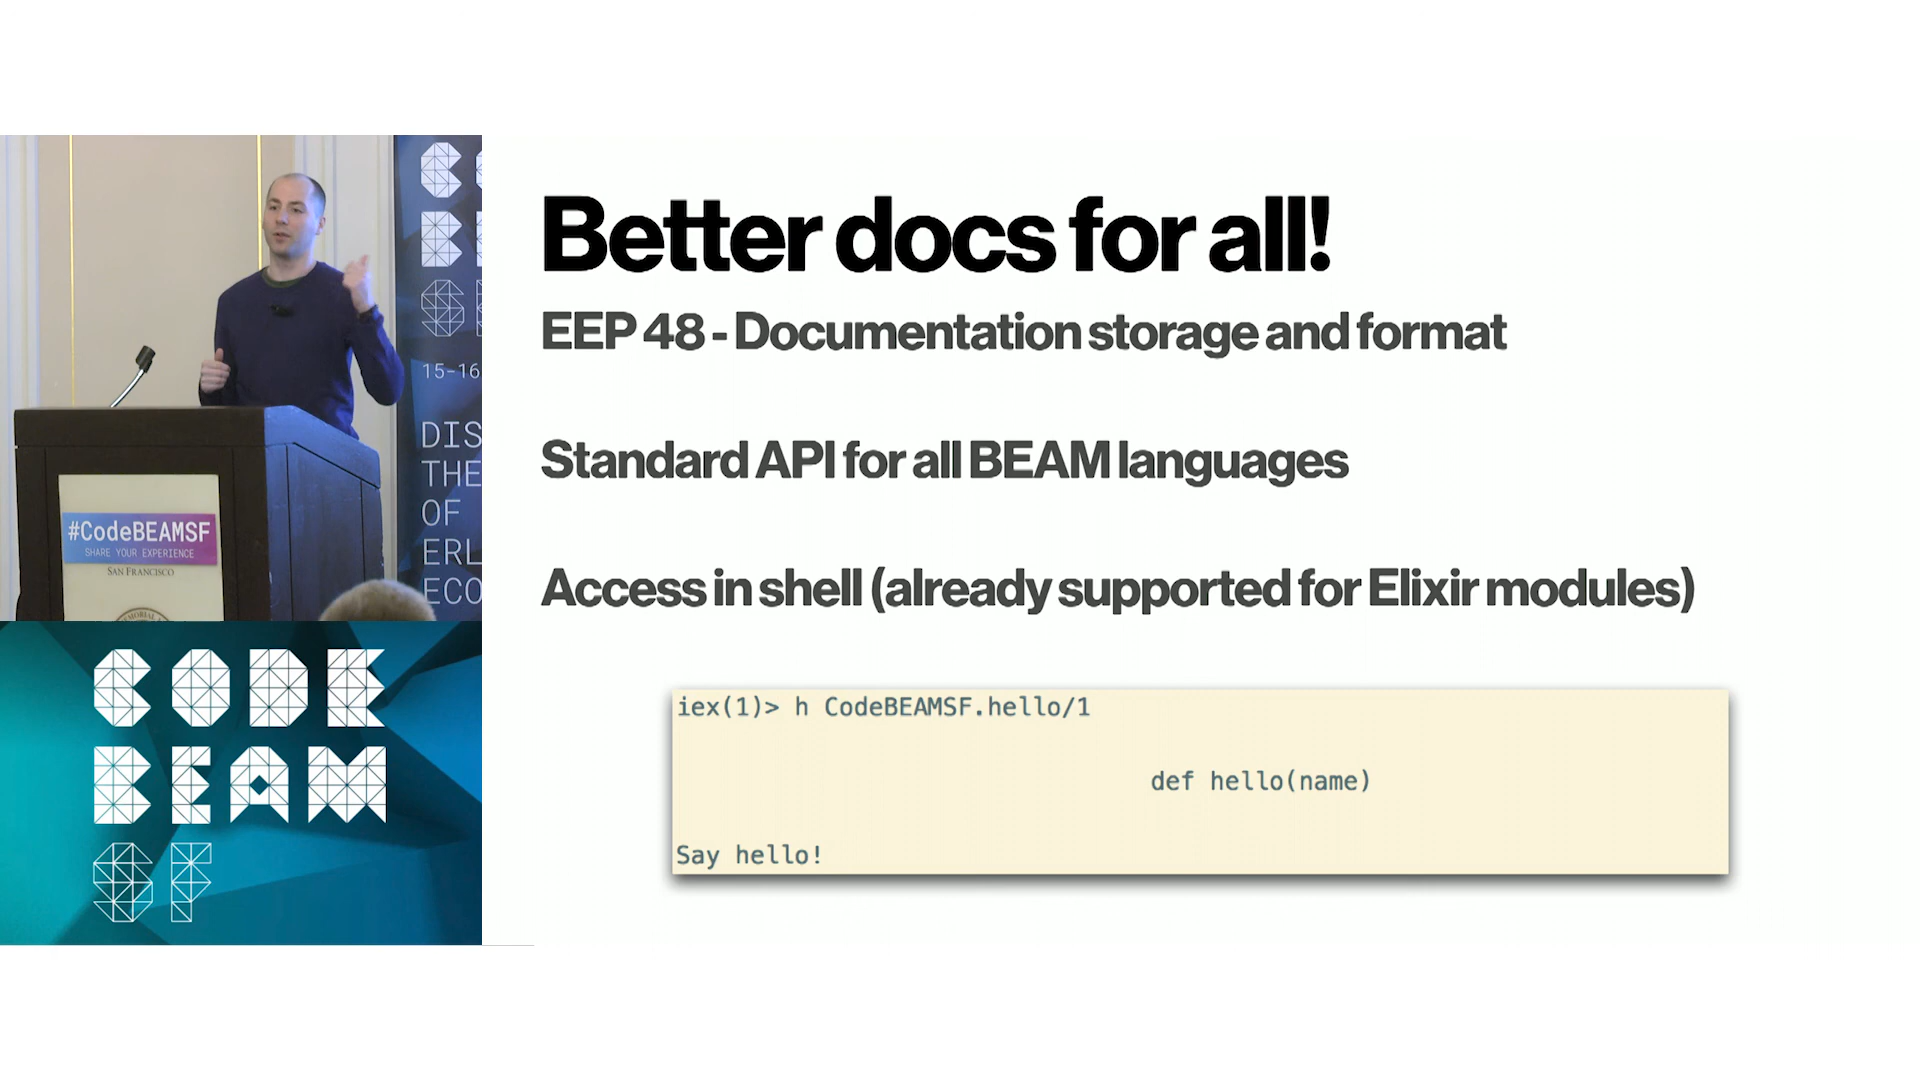 Better docs for all!
EEP 48 - Documentation storage and format
Standard API for all BEAM languages
Access in shell (already supported for Elixir modules)
iex(1)> h CodeBEAMSF.hello/1
def hello(name)
Say hello!
15-16
DIS
THE
OF
ERL
ECO
#CodeBEAMSF
SHARE YOUR EXPERIENCE
SAN FRANCISCO
CODE
BEAM
SF